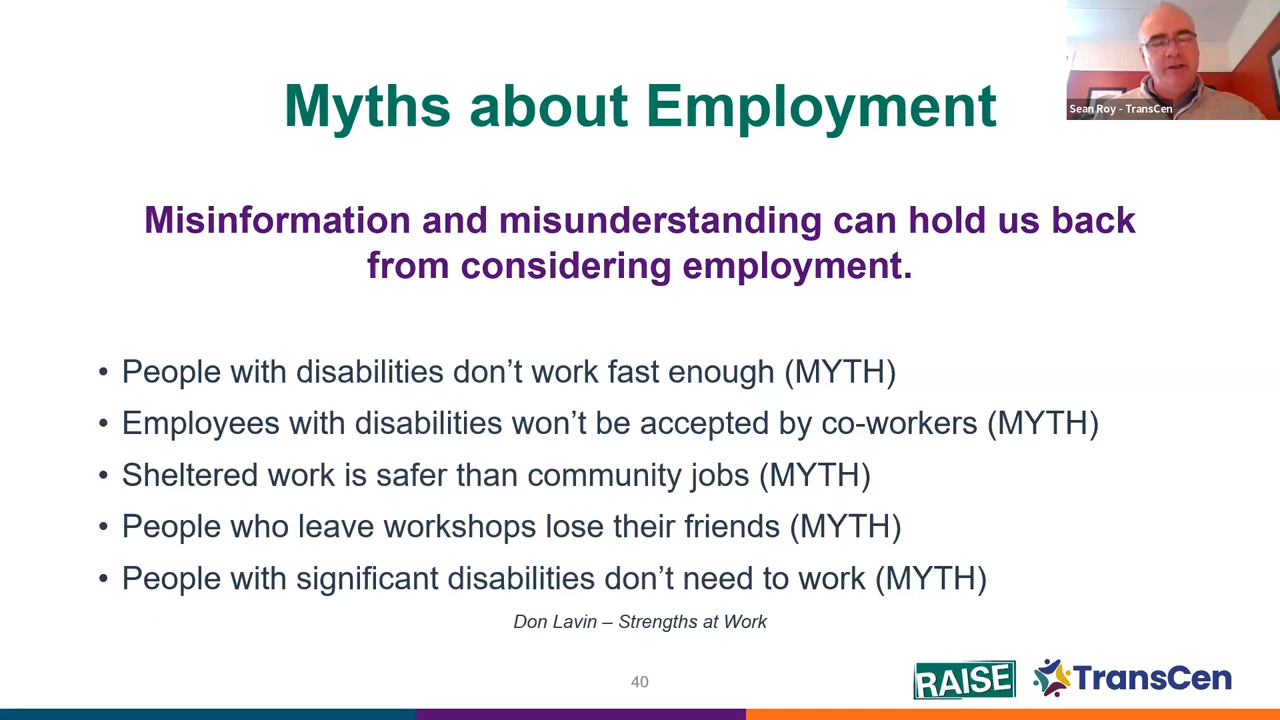 Myths about Employment
Sean Roy - TransCen
Misinformation and misunderstanding can hold us back
from considering employment.
• People with disabilities don’t work fast enough (MYTH)
• Employees with disabilities won’t be accepted by co-workers (MYTH)
• Sheltered work is safer than community jobs (MYTH)
• People who leave workshops lose their friends (MYTH)
• People with significant disabilities don’t need to work (MYTH)
Don Lavin – Strengths at Work
40
RAISE
TransCen